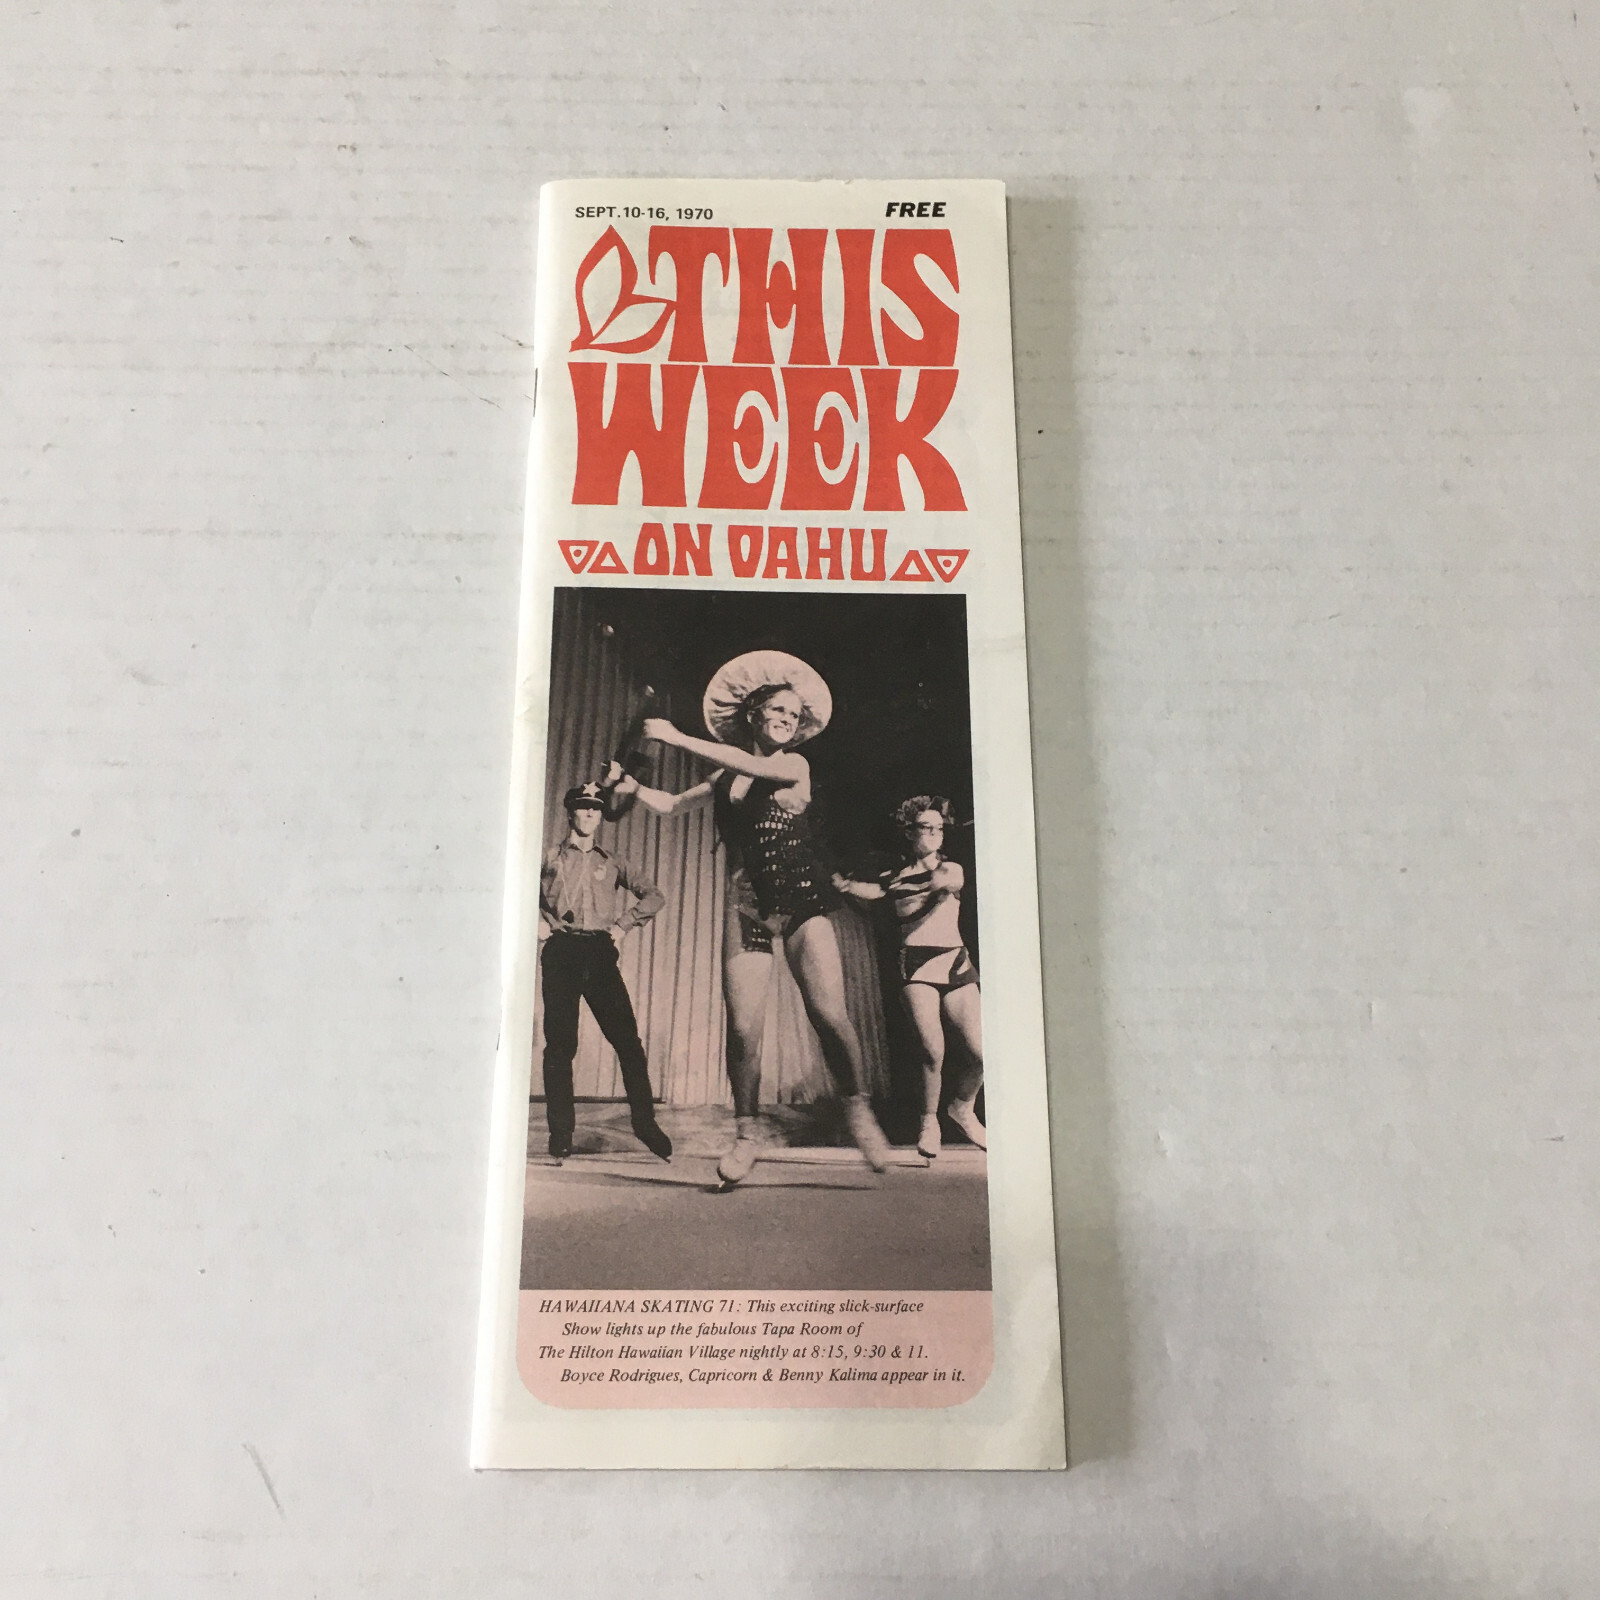 SEPT. 10-16, 1970 FREE
THIS
WEEK
ON OAHU
HAWAIIANA SKATING 71: This exciting slick-surface
Show lights up the fabulous Tapa Room of
The Hilton Hawaiian Village nightly at 8:15, 9:30 & 11.
Boyce Rodrigues, Capricorn & Benny Kalima appear in it.